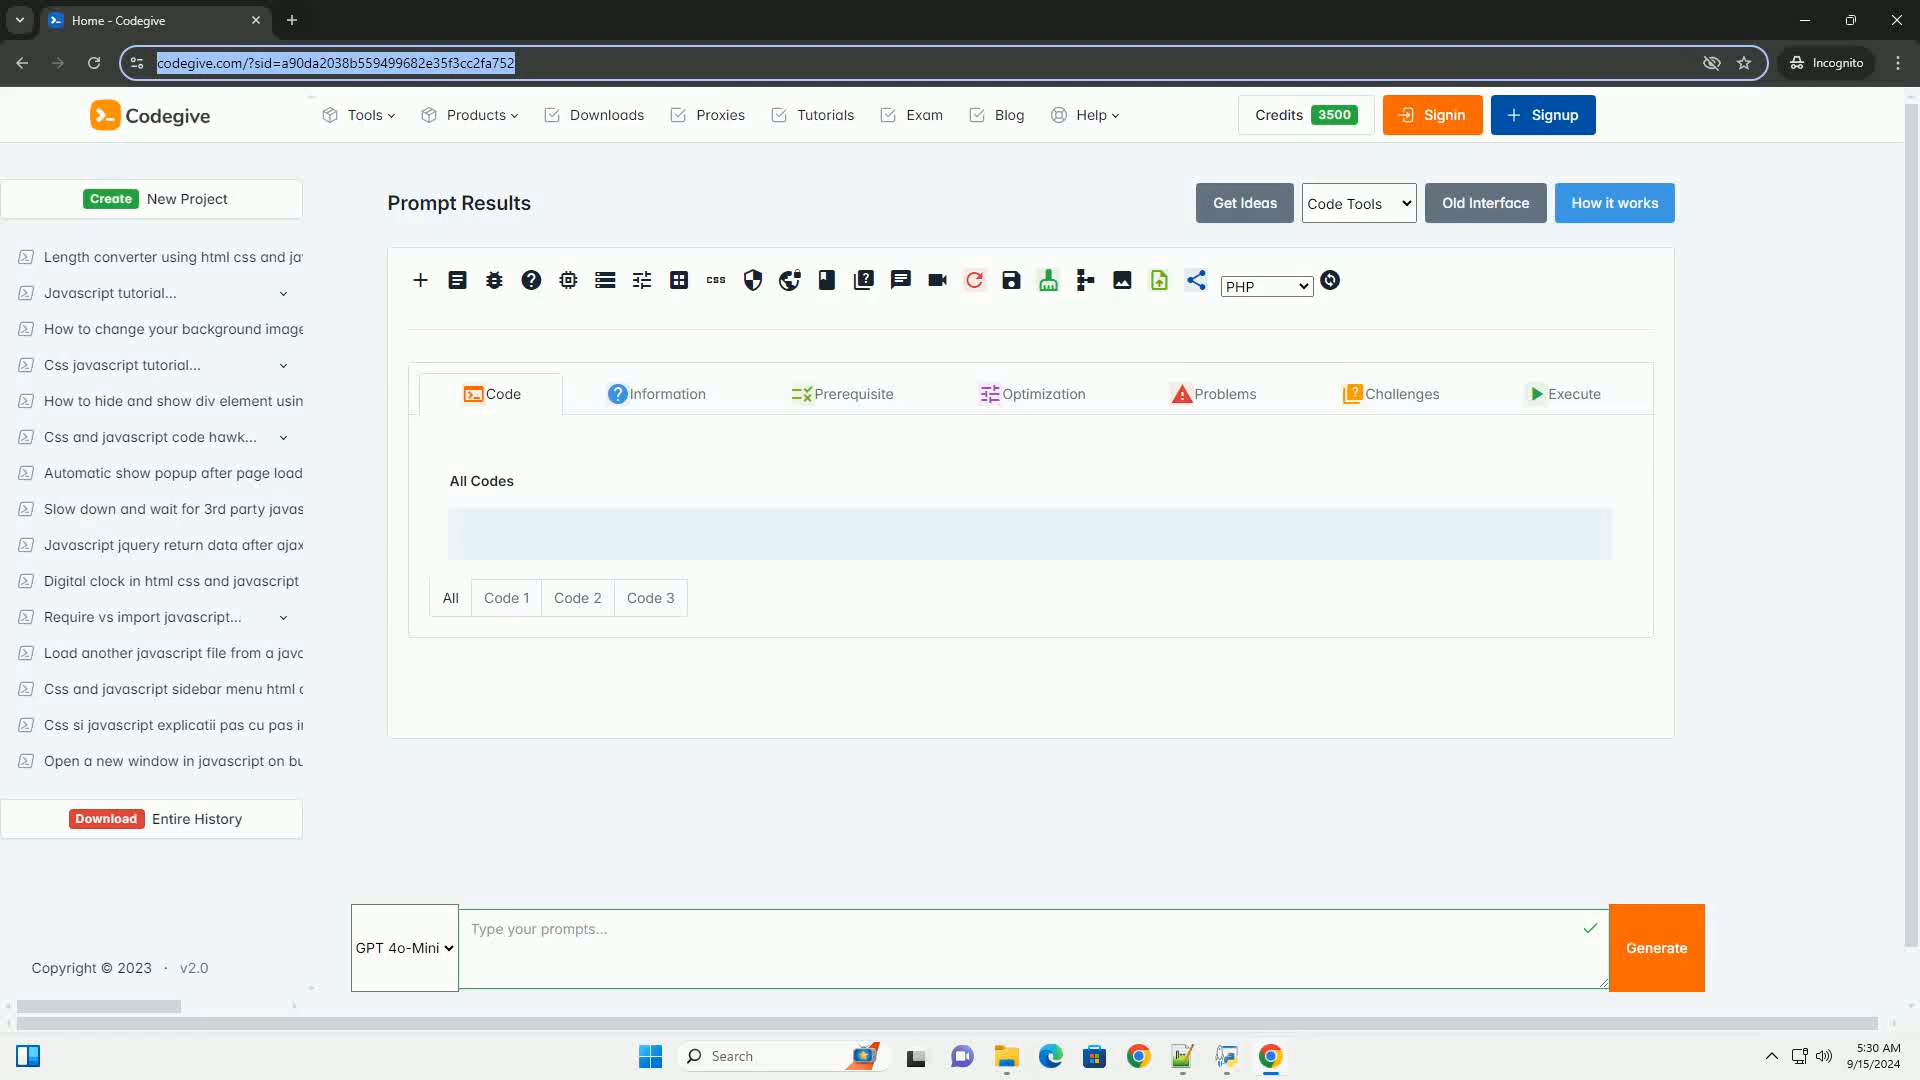 Home - Codegive
codegive.com/?sid=a90da2038b559499682e35f3cc2fa752
Incognito
Codegive
Tools
Products
Downloads
Proxies
Tutorials
Exam
Blog
Help
Credits 3500
Signin
Signup
Create New Project
Prompt Results
Get Ideas
Code Tools
Old Interface
How it works
Length converter using html css and ja
Javascript tutorial...
How to change your background image
Css javascript tutorial...
How to hide and show div element usin
Css and javascript code hawk...
Automatic show popup after page load
Slow down and wait for 3rd party javas
Javascript jquery return data after ajax
Digital clock in html css and javascript
Require vs import javascript...
Load another javascript file from a java
Css and javascript sidebar menu html
Css si javascript explicatii pas cu pas i
Open a new window in javascript on bu
Download Entire History
css
PHP
Code
Information
Prerequisite
Optimization
Problems
Challenges
Execute
All Codes
All
Code 1
Code 2
Code 3
GPT 4o-Mini
Type your prompts...
Generate
Copyright © 2023 · v2.0
Search
5:30 AM
9/15/2024